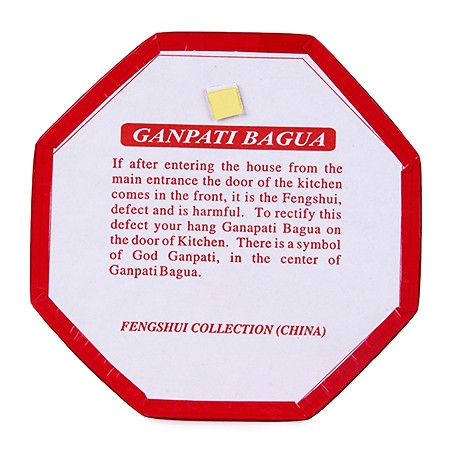 GANPATI BAGUA
If after entering the house from the
main entrance the door of the kitchen
comes in the front, it is the Fengshui,
defect and is harmful. To rectify this
defect your hang Ganapati Bagua on
the door of Kitchen. There is a symbol
of God Ganpati, in the center of
Ganpati Bagua.
FENGSHUI COLLECTION (CHINA)